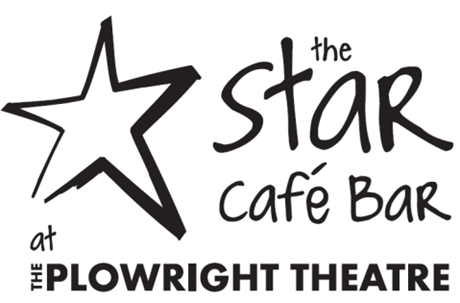 the
Star
Café Bar
at
THE PLOWRIGHT THEATRE